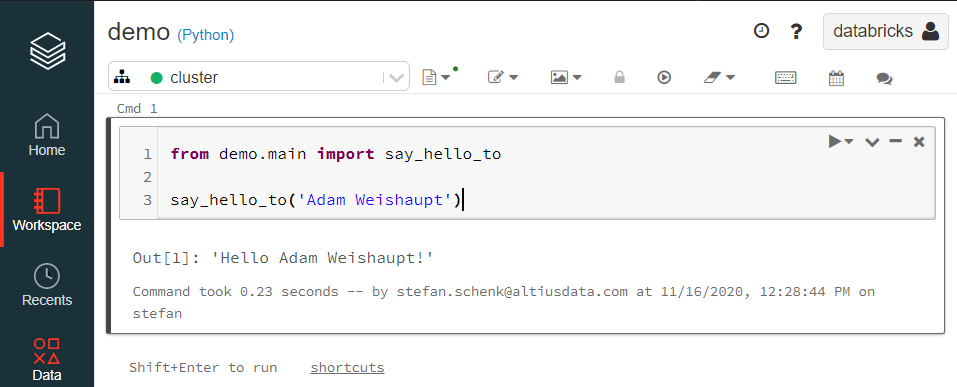 demo (Python)
? databricks
cluster
Home
Workspace
Recents
Data
Cmd 1
1 from demo.main import say_hello_to
2
3 say_hello_to('Adam Weishaupt')
Out[1]: 'Hello Adam Weishaupt!'
Command took 0.23 seconds -- by stefan.schenk@altiusdata.com at 11/16/2020, 12:28:44 PM on
stefan
Shift+Enter to run shortcuts